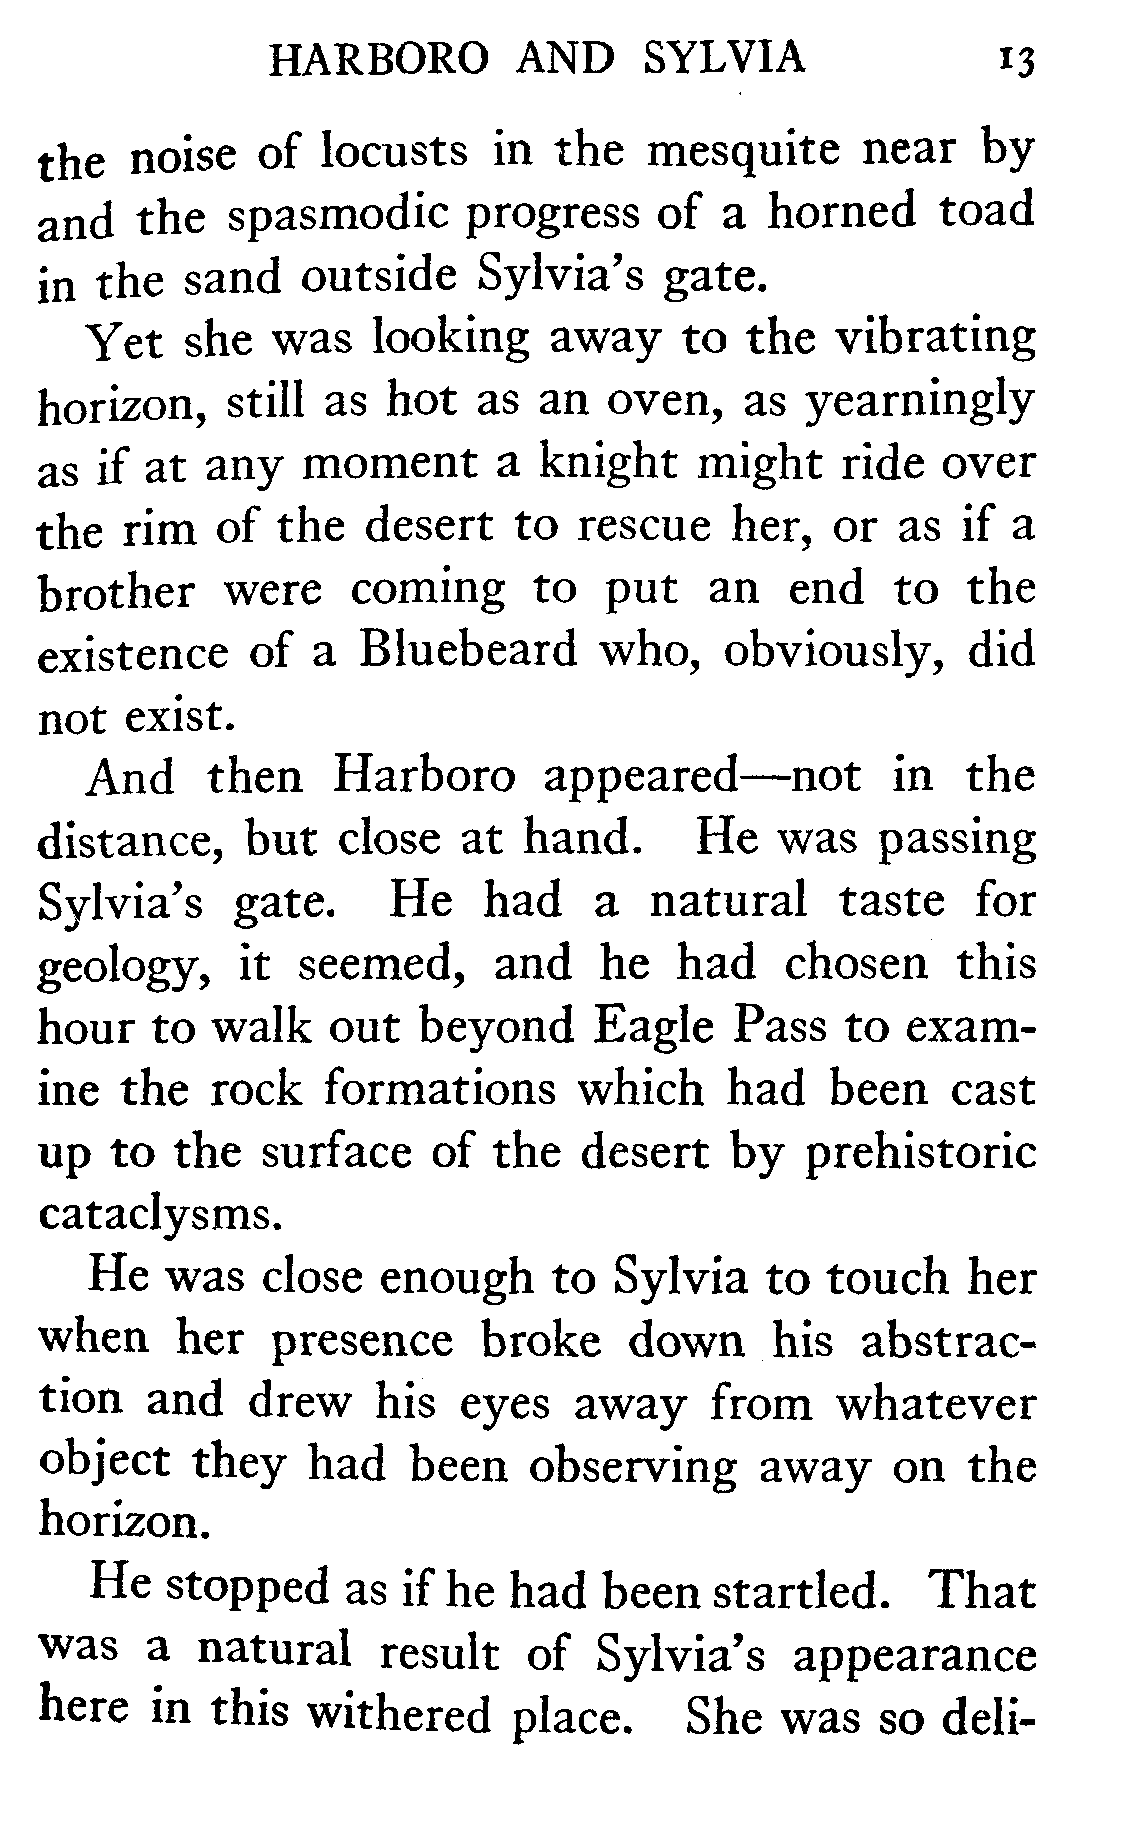 HARBORO AND SYLVIA 13
the noise of locusts in the mesquite near by
and the spasmodic progress of a horned toad
in the sand outside Sylvia's gate.
Yet she was looking away to the vibrating
horizon, still as hot as an oven, as yearningly
as if at any moment a knight might ride over
the rim of the desert to rescue her, or as if a
brother were coming to put an end to the
existence of a Bluebeard who, obviously, did
not exist.
And then Harboro appeared—not in the
distance, but close at hand. He was passing
Sylvia's gate. He had a natural taste for
geology, it seemed, and he had chosen this
hour to walk out beyond Eagle Pass to exam-
ine the rock formations which had been cast
up to the surface of the desert by prehistoric
cataclysms.
He was close enough to Sylvia to touch her
when her presence broke down his abstrac-
tion and drew his eyes away from whatever
object they had been observing away on the
horizon.
He stopped as if he had been startled. That
was a natural result of Sylvia's appearance
here in this withered place. She was so deli-